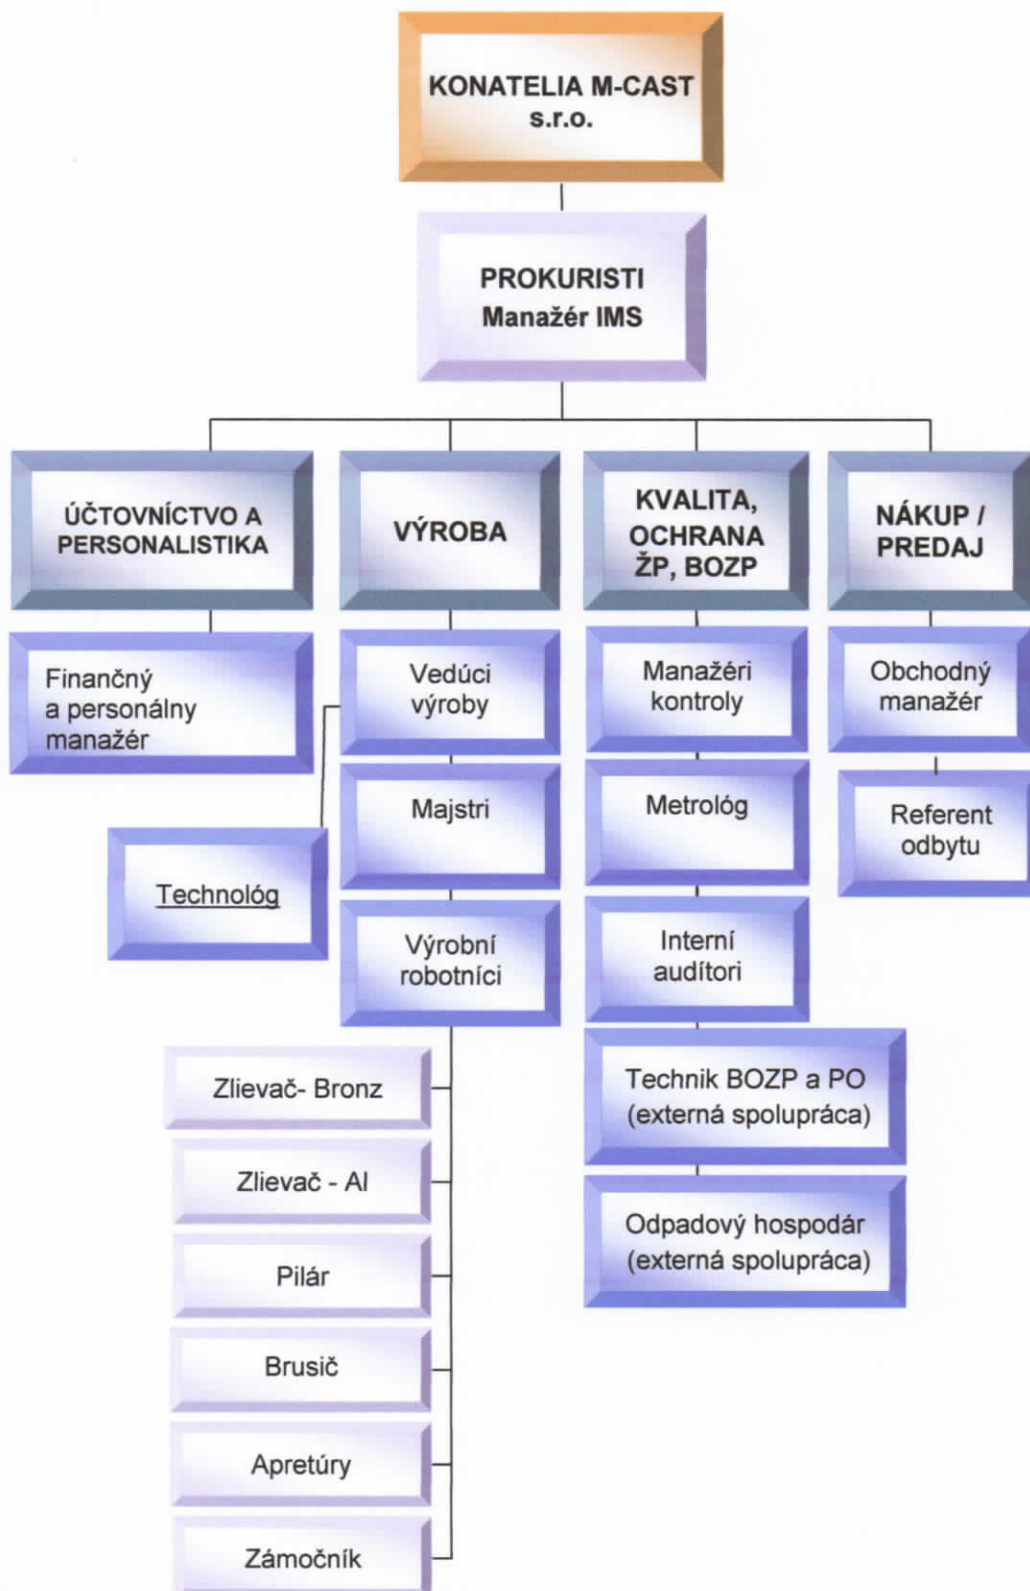 KONATELIA M-CAST
s.r.o.
PROKURISTI
Manažér IMS
ÚČTOVNÍCTVO A
PERSONALISTIKA
VÝROBA
KVALITA,
OCHRANA
ŽP, BOZP
NÁKUP /
PREDAJ
Finančný
a personálny
manažér
Vedúci
výroby
Manažéri
kontroly
Obchodný
manažér
Technológ
Majstri
Metrológ
Referent
odbytu
Výrobní
robotníci
Interní
audítori
Zlievač- Bronz
Zlievač - Al
Pilár
Brusič
Apretúry
Zámočník
Technik BOZP a PO
(externá spolupráca)
Odpadový hospodár
(externá spolupráca)